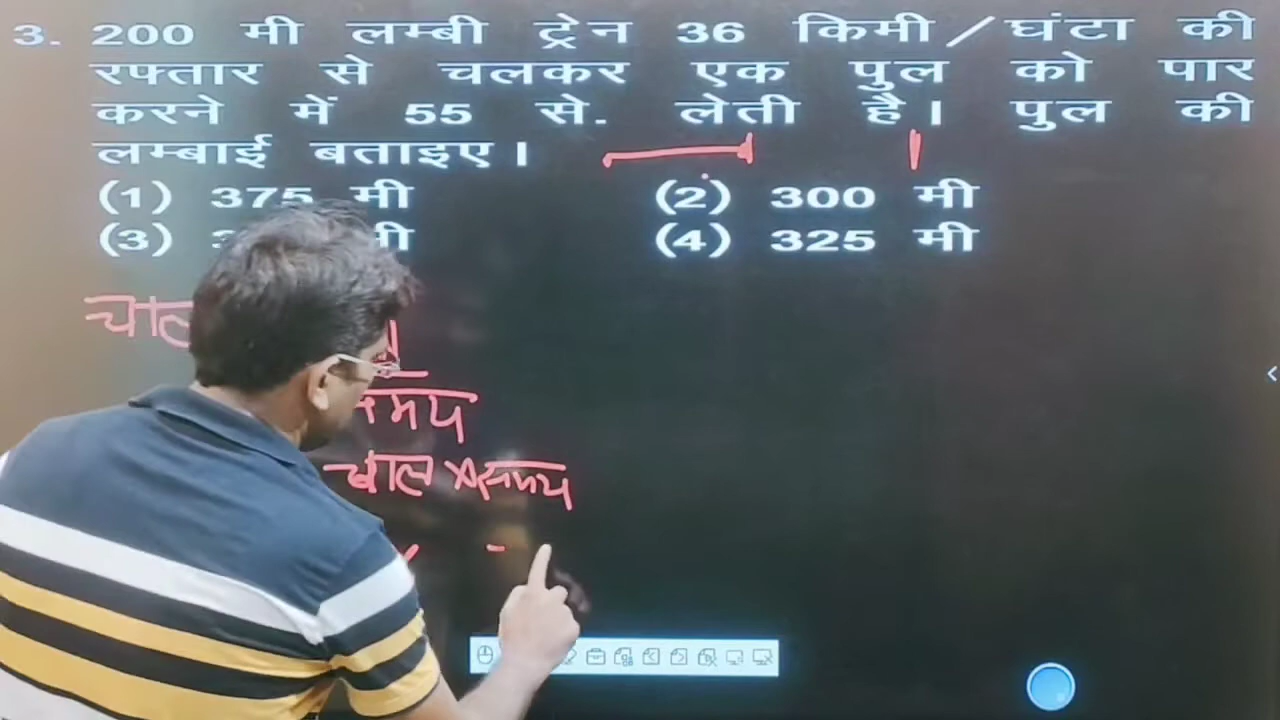 3. 200 मी लम्बी ट्रेन 36 किमी/घंटा की
रफ्तार से चलकर एक पुल को पार
करने में 55 से. लेती है। पुल की
लम्बाई बताइए।
(1) 375 मी (2) 300 मी
(3) मी (4) 325 मी
चाल
समय
चाल × समय